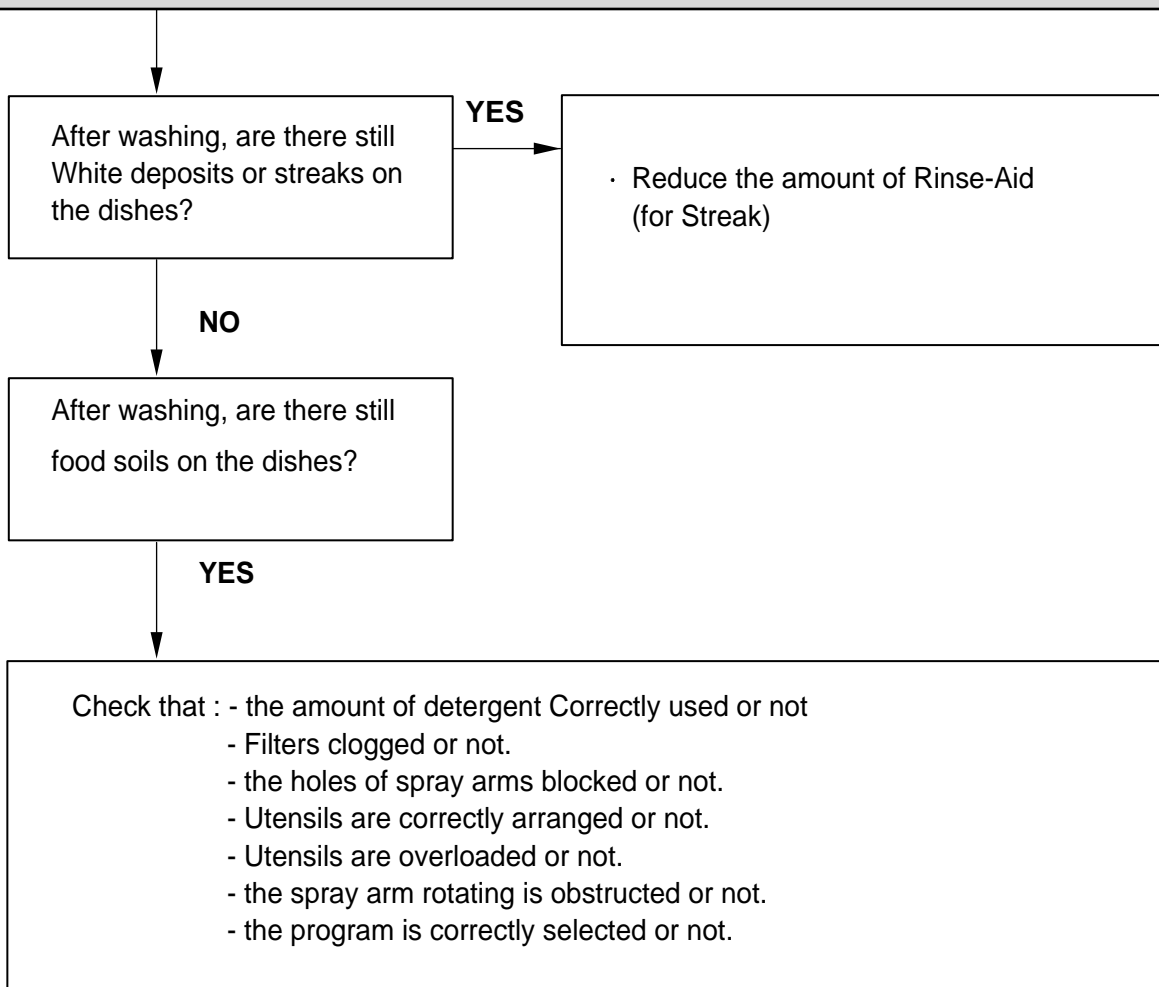 After washing, are there still
White deposits or streaks on
the dishes?
YES
· Reduce the amount of Rinse-Aid
(for Streak)
NO
After washing, are there still
food soils on the dishes?
YES
Check that : - the amount of detergent Correctly used or not
- Filters clogged or not.
- the holes of spray arms blocked or not.
- Utensils are correctly arranged or not.
- Utensils are overloaded or not.
- the spray arm rotating is obstructed or not.
- the program is correctly selected or not.